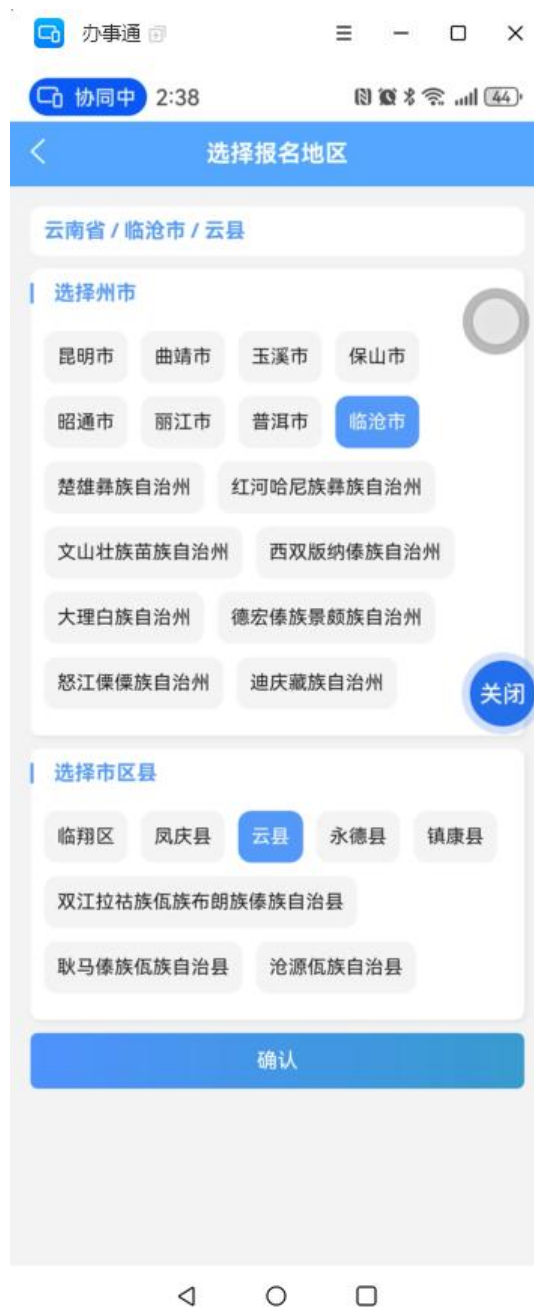 办事通
协同中 2:38 44
选择报名地区
云南省 / 临沧市 / 云县
选择州市
昆明市 曲靖市 玉溪市 保山市
昭通市 丽江市 普洱市 临沧市
楚雄彝族自治州 红河哈尼族彝族自治州
文山壮族苗族自治州 西双版纳傣族自治州
大理白族自治州 德宏傣族景颇族自治州
怒江傈僳族自治州 迪庆藏族自治州
关闭
选择市区县
临翔区 凤庆县 云县 永德县 镇康县
双江拉祜族佤族布朗族傣族自治县
耿马傣族佤族自治县 沧源佤族自治县
确认